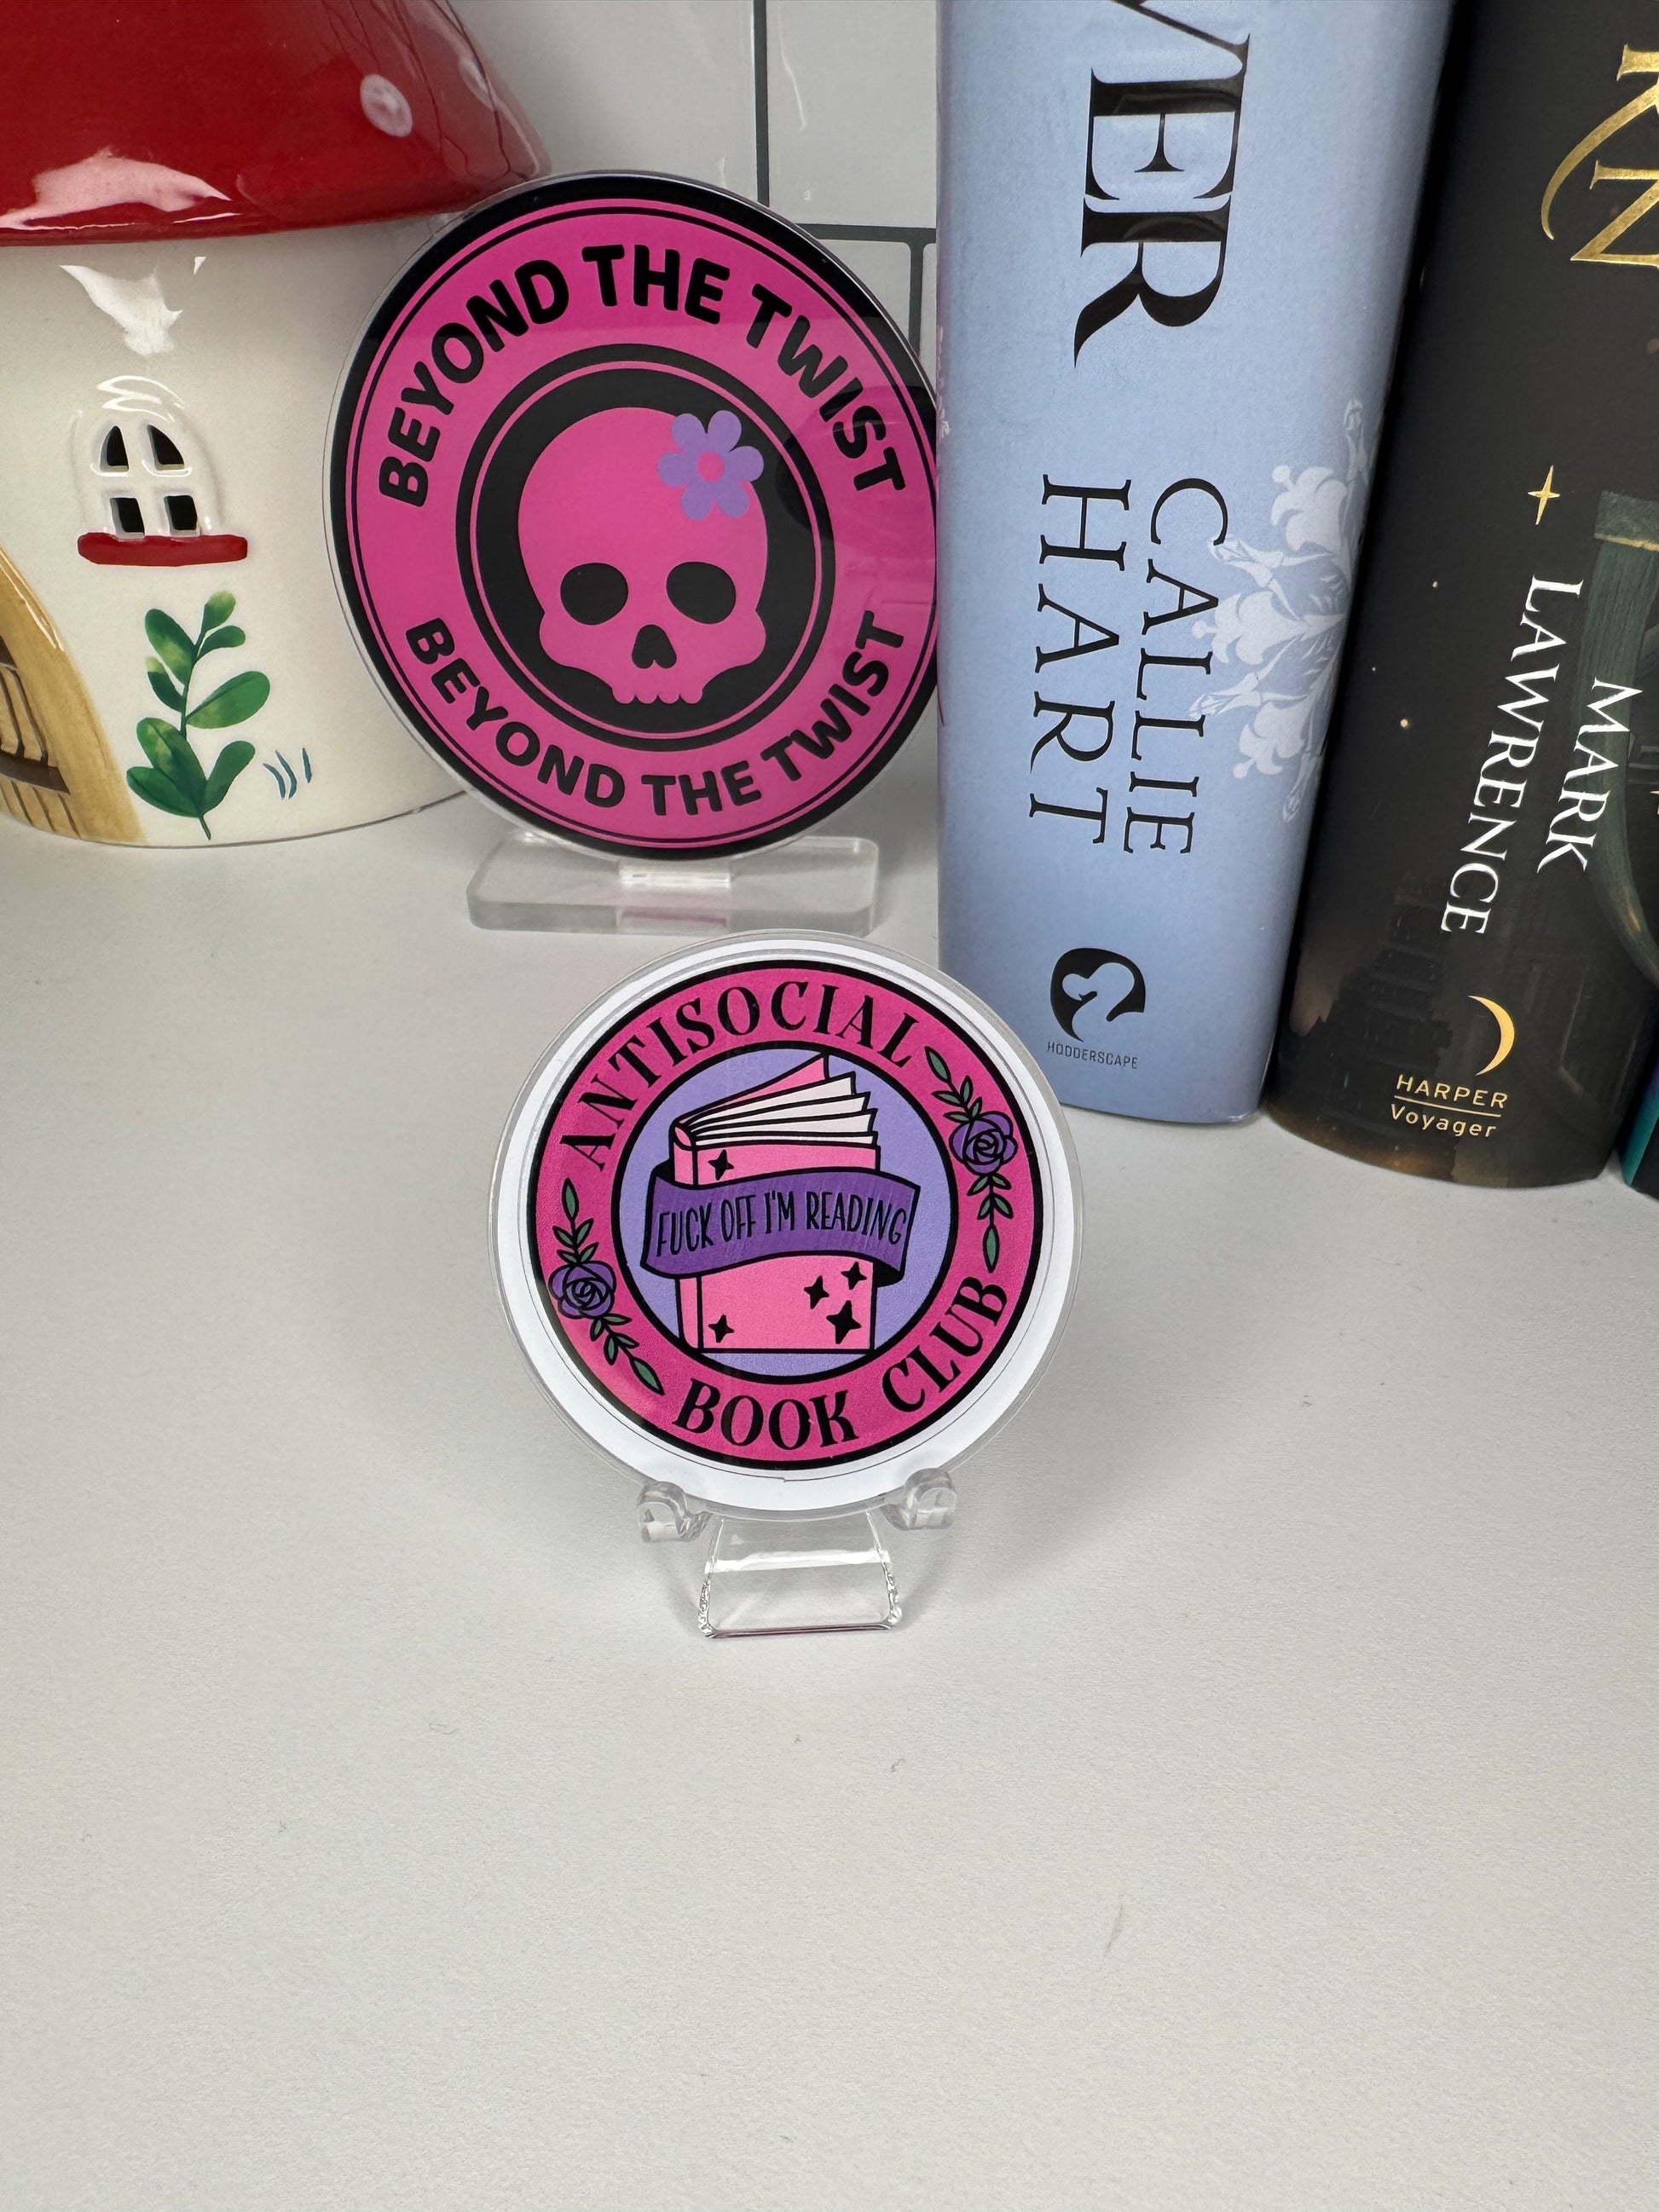 BEYOND THE TWIST
BEYOND THE TWIST
CALLIE
HART
HODDERSCAPE
MARK
LAWRENCE
HARPER
Voyager
ANTISOCIAL
FUCK OFF I'M READING
BOOK CLUB